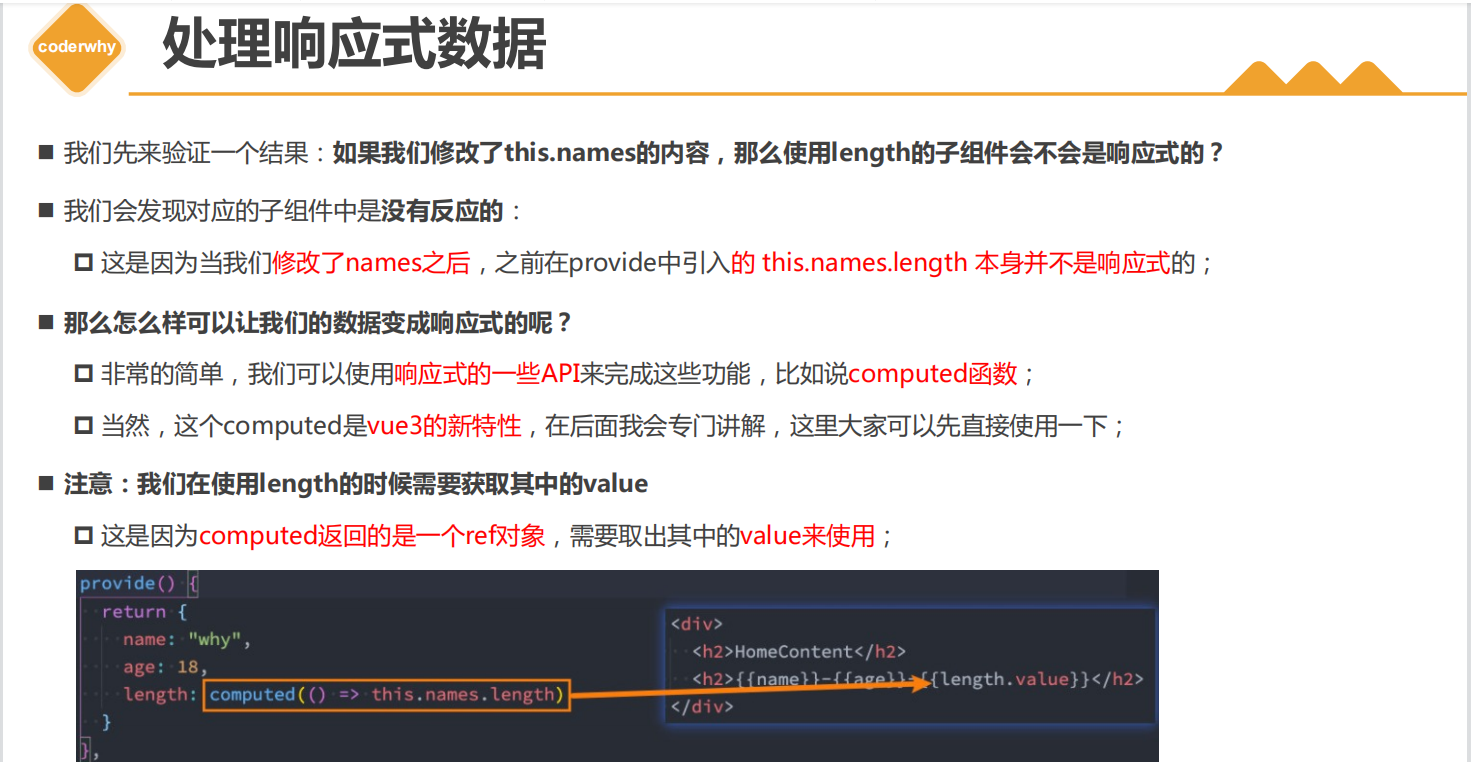 coderwhy
处理响应式数据
我们先来验证一个结果：如果我们修改了this.names的内容，那么使用length的子组件会不会是响应式的？
我们会发现对应的子组件中是没有反应的：
这是因为当我们修改了names之后，之前在provide中引入的 this.names.length 本身并不是响应式的；
那么怎么样可以让我们的数据变成响应式的呢？
非常的简单，我们可以使用响应式的一些API来完成这些功能，比如说computed函数；
当然，这个computed是vue3的新特性，在后面我会专门讲解，这里大家可以先直接使用一下；
注意：我们在使用length的时候需要获取其中的value
这是因为computed返回的是一个ref对象，需要取出其中的value来使用；
provide() {
return {
name: "why",
age: 18,
length: computed(() => this.names.length)
}
},
<div>
<h2>HomeContent</h2>
<h2>{{name}}-{{age}}-{{length.value}}</h2>
</div>